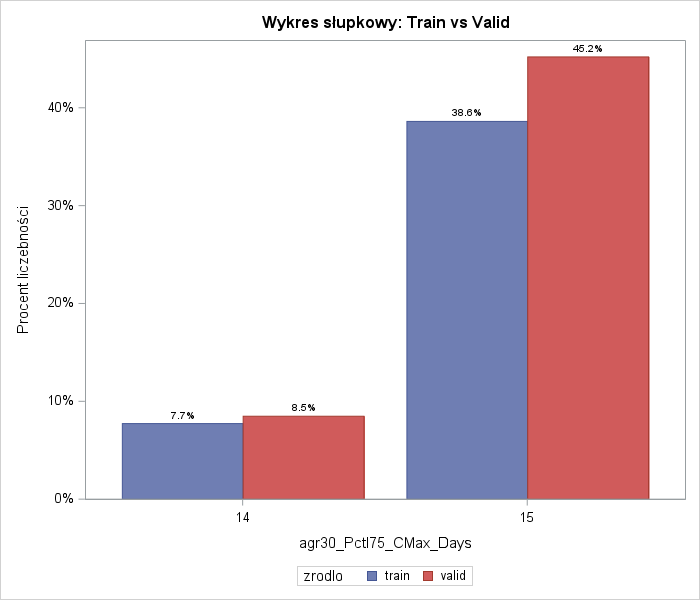 Wykres słupkowy: Train vs Valid
45.2%
40%
38.6%
30%
Procent liczebności
20%
10%
7.7%
8.5%
0%
14
15
agr30_Pctl75_CMax_Days
zrodlo train valid